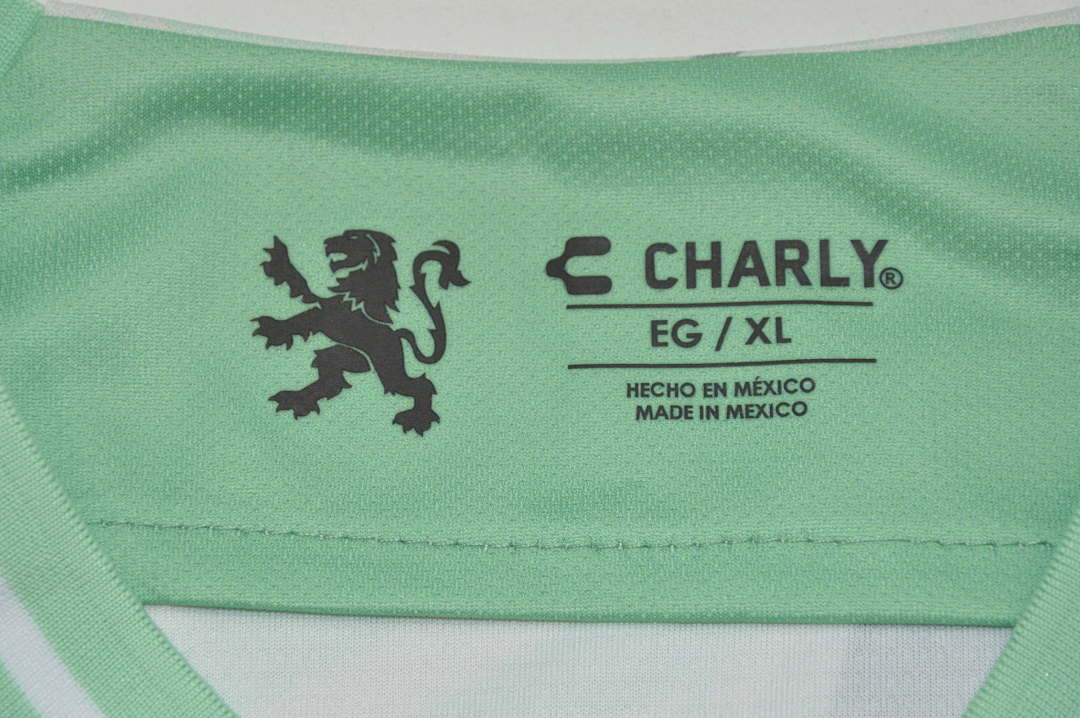 CHARLY®
EG / XL
HECHO EN MÉXICO
MADE IN MEXICO